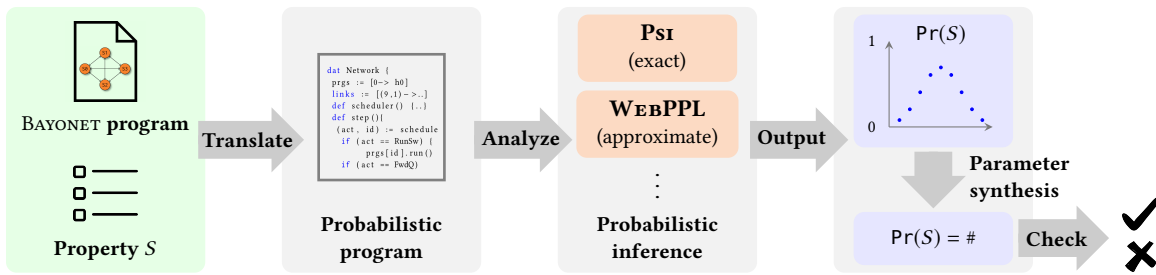 BAYONET program
Property S
Translate
dat Network {
prgs := [0-> h0]
links := [(9,1)->..]
def scheduler() {..}
def step(){
(act, id) := schedule
if (act == RunSw) {
prgs[id].run()
if (act == FwdQ)
Probabilistic
program
Analyze
PSI
(exact)
WEBPPL
(approximate)
⋮
Probabilistic
inference
Output
Pr(S)
1
0
Parameter
synthesis
Pr(S) = #
Check